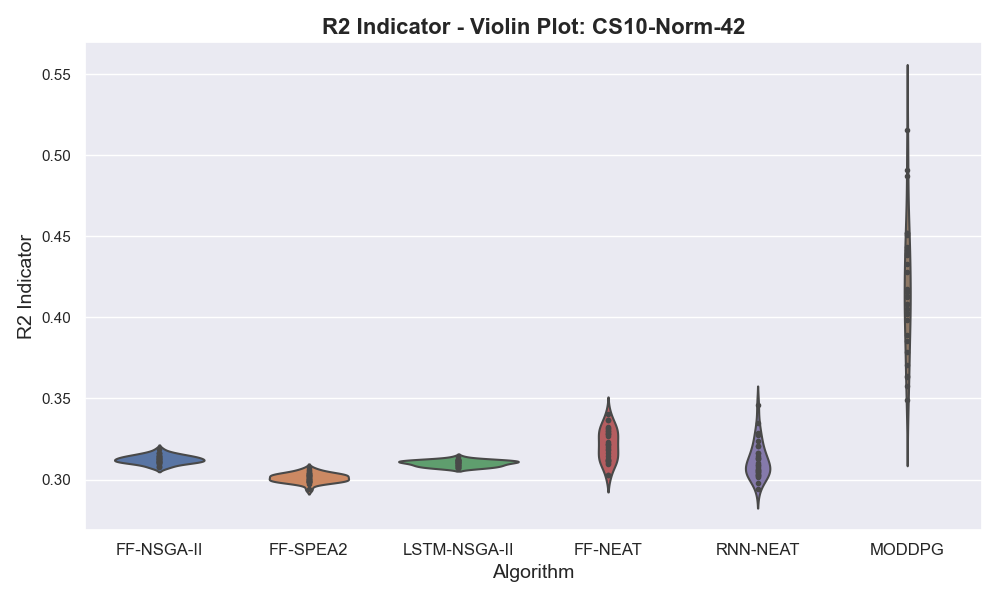 R2 Indicator - Violin Plot: CS10-Norm-42
R2 Indicator
0.55
0.50
0.45
0.40
0.35
0.30
FF-NSGA-II
FF-SPEA2
LSTM-NSGA-II
FF-NEAT
RNN-NEAT
MODDPG
Algorithm